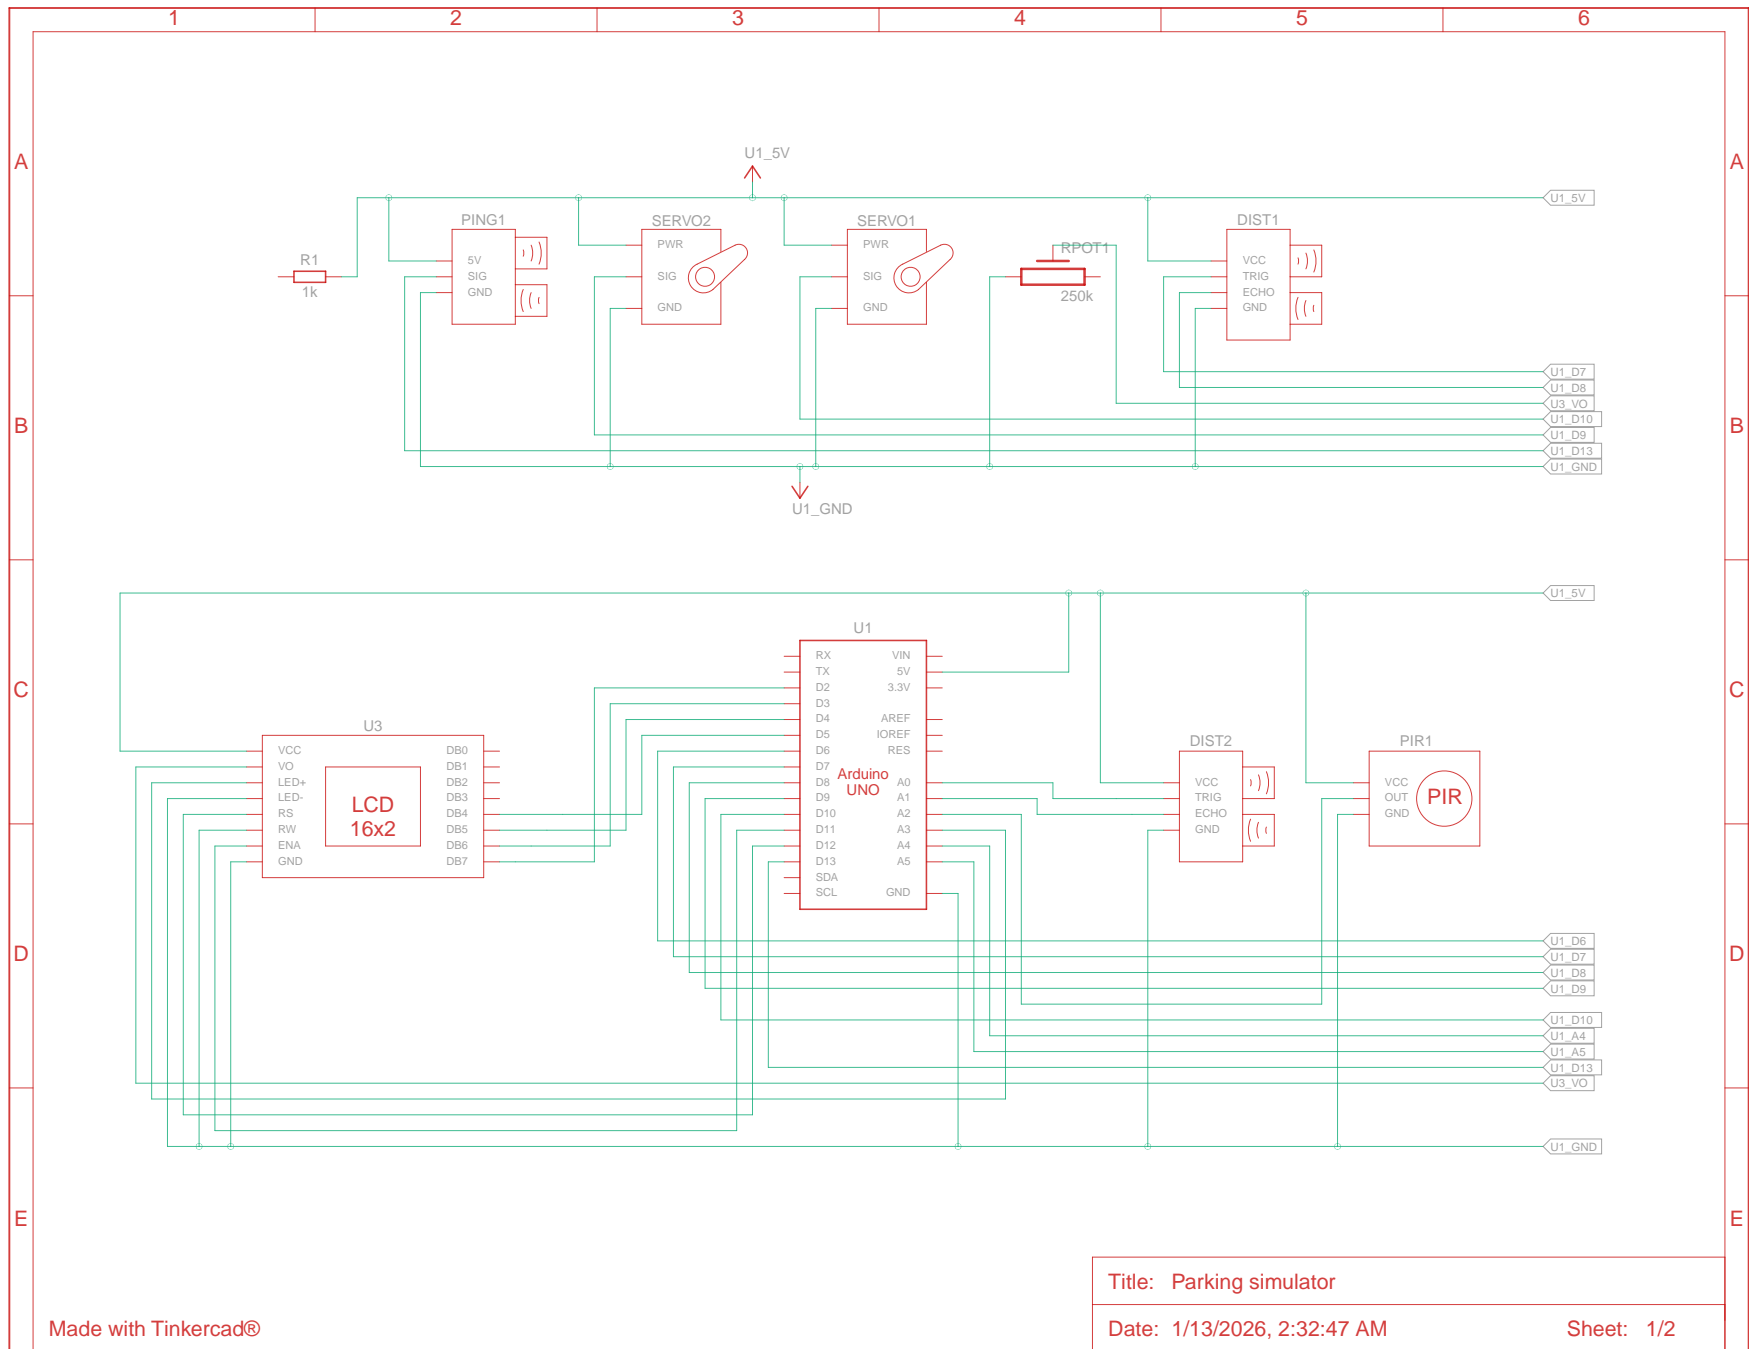 1 2 3 4 5 6
A A
U1_5V
U1_5V
PING1 SERVO2 SERVO1 DIST1
R1
1k
5V
SIG
GND
PWR
SIG
GND
PWR
SIG
GND
RPOT1
250k
VCC
TRIG
ECHO
GND
B B
U1_D7
U1_D8
U3_VO
U1_D10
U1_D9
U1_D13
U1_GND
U1_GND
C C
U1_5V
U1
RX VIN
TX 5V
D2 3.3V
D3
D4 AREF
D5 IOREF
D6 RES
D7
D8 A0
D9 A1
D10 A2
D11 A3
D12 A4
D13 A5
SDA
SCL GND
Arduino
UNO
U3
VCC DB0
VO DB1
LED+ DB2
LED- DB3
RS DB4
RW DB5
ENA DB6
GND DB7
LCD
16x2
DIST2
VCC
TRIG
ECHO
GND
PIR1
VCC
OUT
GND
PIR
D D
U1_D6
U1_D7
U1_D8
U1_D9
U1_D10
U1_A4
U1_A5
U1_D13
U3_VO
U1_GND
E E
Title: Parking simulator
Made with Tinkercad®
Date: 1/13/2026, 2:32:47 AM Sheet: 1/2